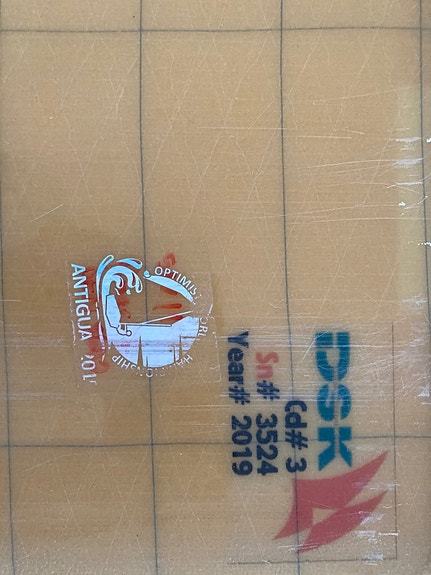 DSK
Cd# 3
Sn# 3524
Year# 2019
OPTIMIST
ANTIGUA